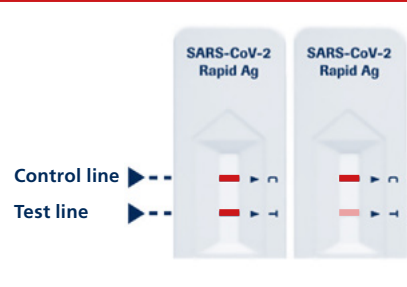 SARS-CoV-2
Rapid Ag
SARS-CoV-2
Rapid Ag
Control line
C
C
Test line
T
T